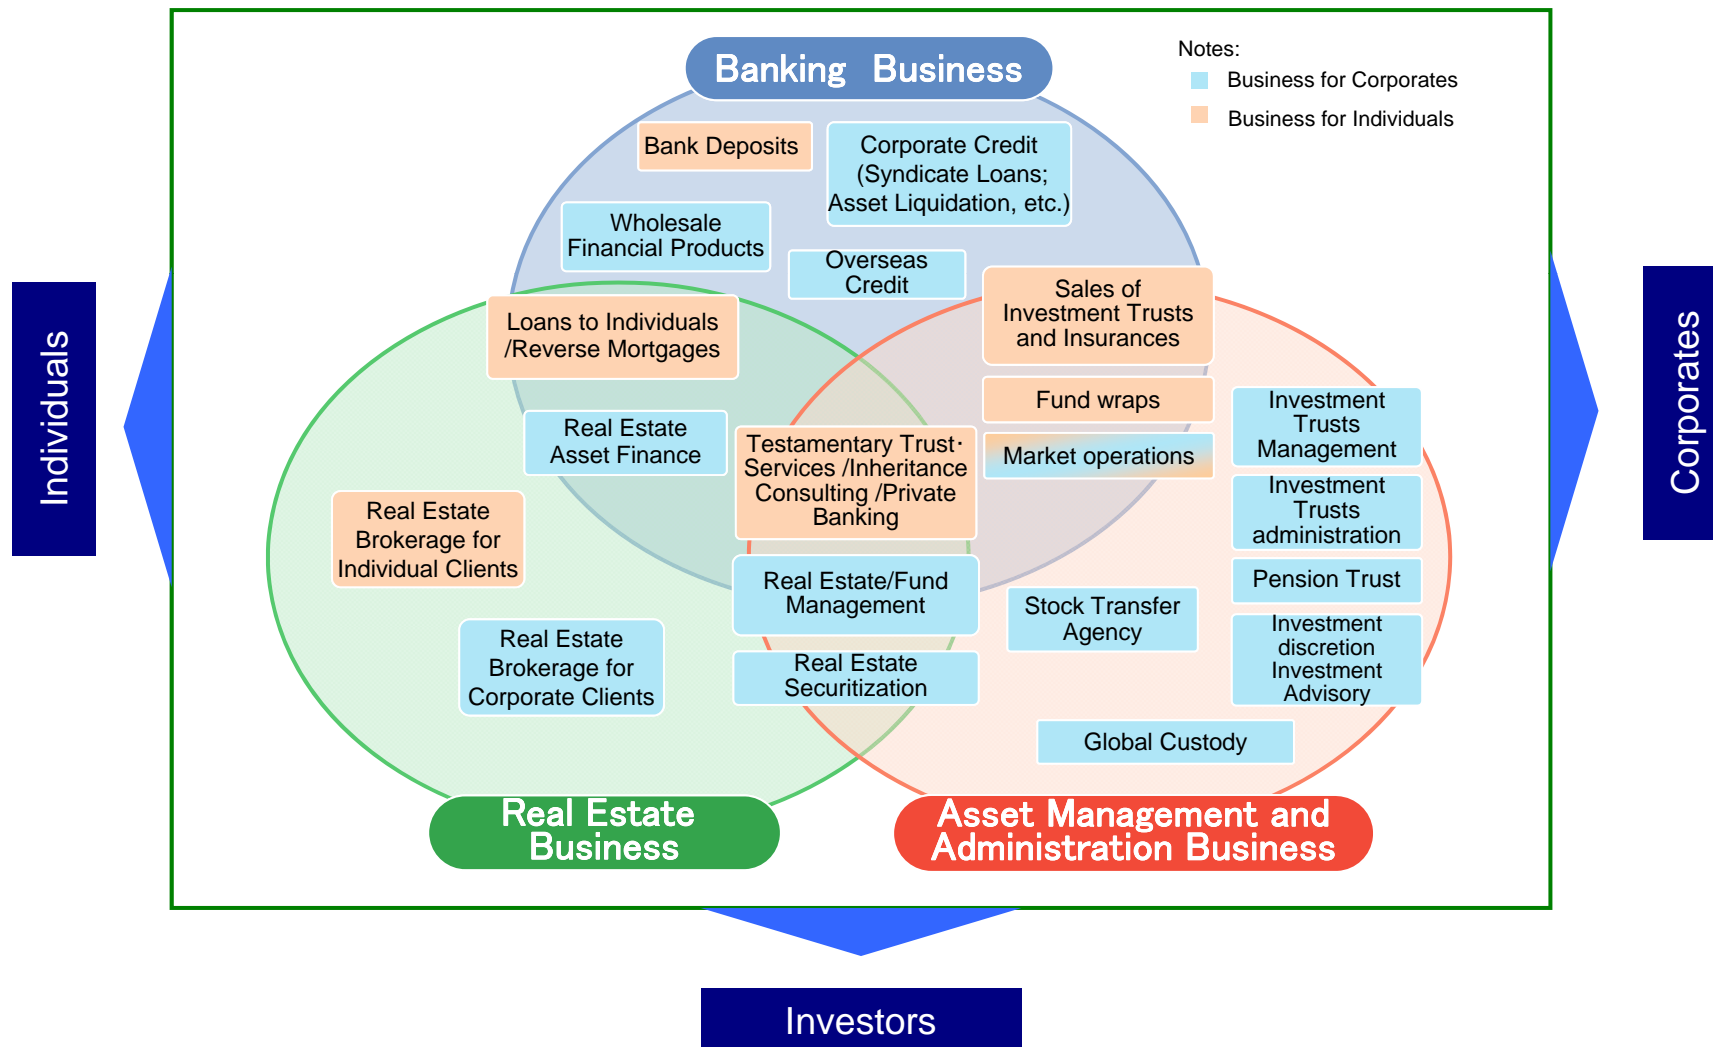 Banking Business
Notes:
Business for Corporates
Business for Individuals
Bank Deposits
Corporate Credit
(Syndicate Loans;
Asset Liquidation, etc.)
Wholesale
Financial Products
Overseas
Credit
Sales of
Investment Trusts
and Insurances
Loans to Individuals
/Reverse Mortgages
Fund wraps
Market operations
Real Estate
Asset Finance
Testamentary Trust·
Services /Inheritance
Consulting /Private
Banking
Investment
Trusts
Management
Investment
Trusts
administration
Pension Trust
Investment
discretion
Investment
Advisory
Real Estate
Brokerage for
Individual Clients
Real Estate/Fund
Management
Stock Transfer
Agency
Real Estate
Brokerage for
Corporate Clients
Real Estate
Securitization
Global Custody
Real Estate
Business
Asset Management and
Administration Business
Individuals
Corporates
Investors